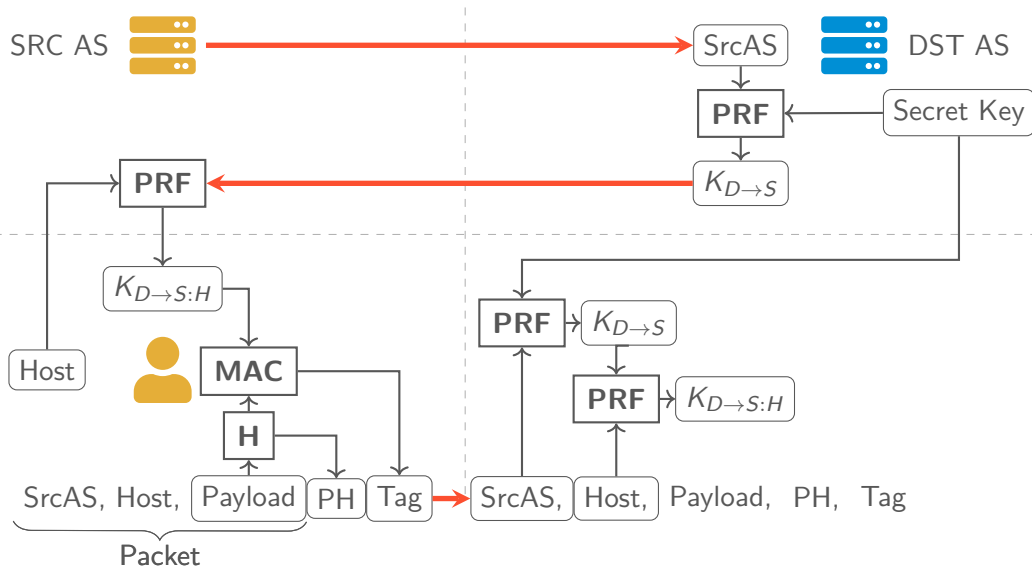 SRC AS
SrcAS
DST AS
PRF
Secret Key
PRF
K_{D→S}
K_{D→S:H}
PRF
K_{D→S}
Host
MAC
PRF
K_{D→S:H}
H
SrcAS, Host, Payload PH Tag
SrcAS, Host, Payload, PH, Tag
Packet